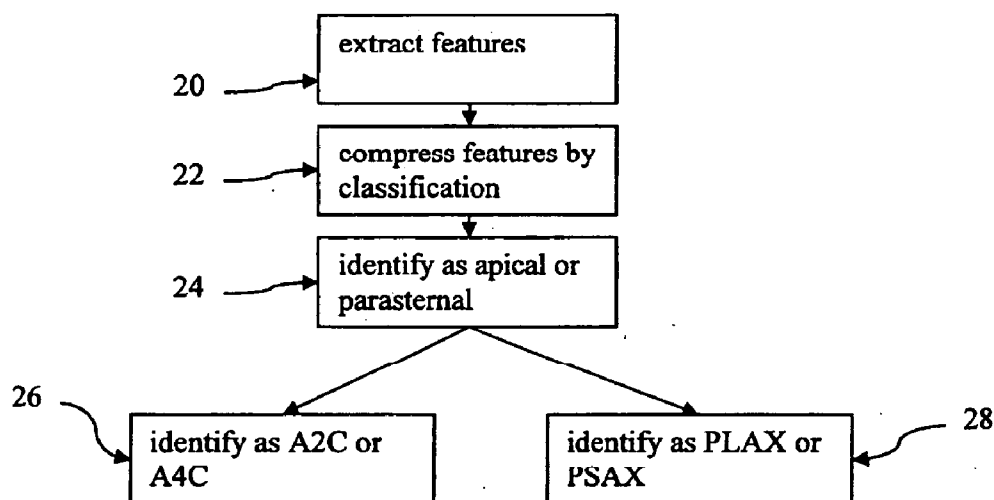 extract features
20
compress features by
classification
22
identify as apical or
parasternal
24
26
identify as A2C or
A4C
identify as PLAX or
PSAX
28